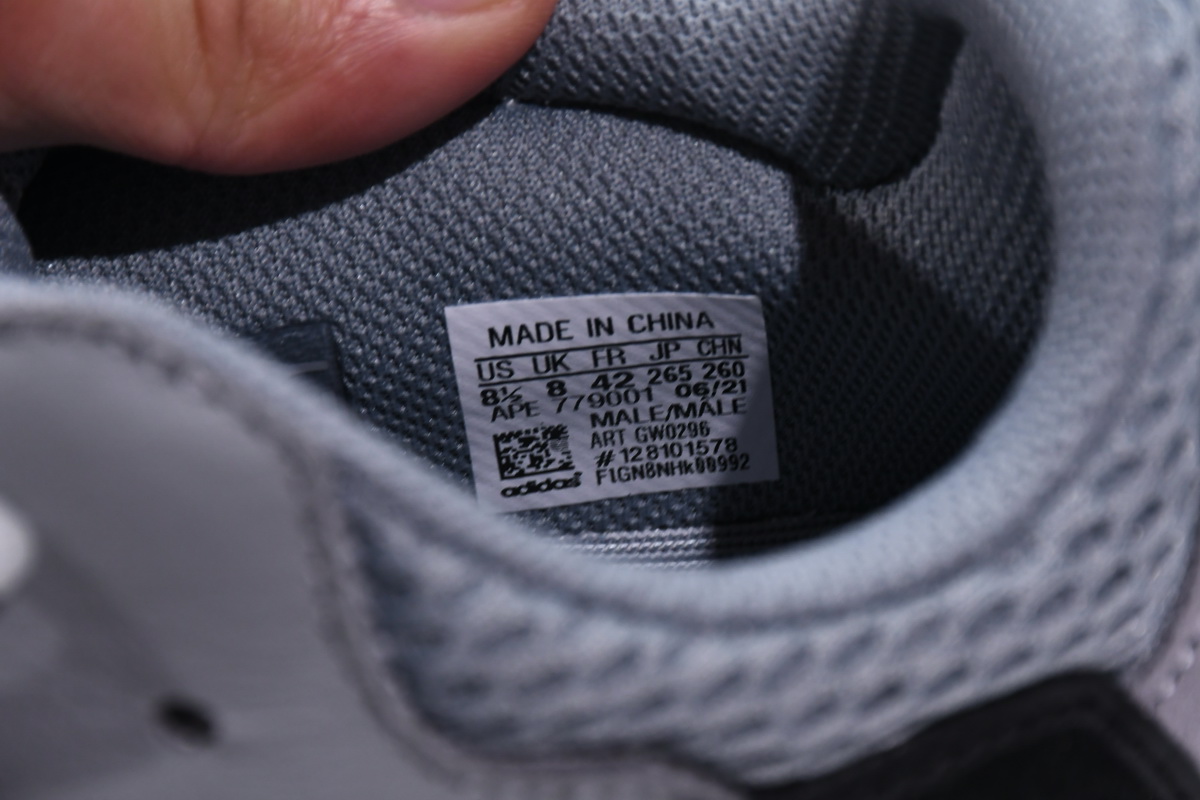 MADE IN CHINA
US UK FR JP CHN
8½ 8 42 265 260
APE 779001 06/21
MALE/MÂLE
ART GW0296
#128101578
F1GN8NHk00992
adidas